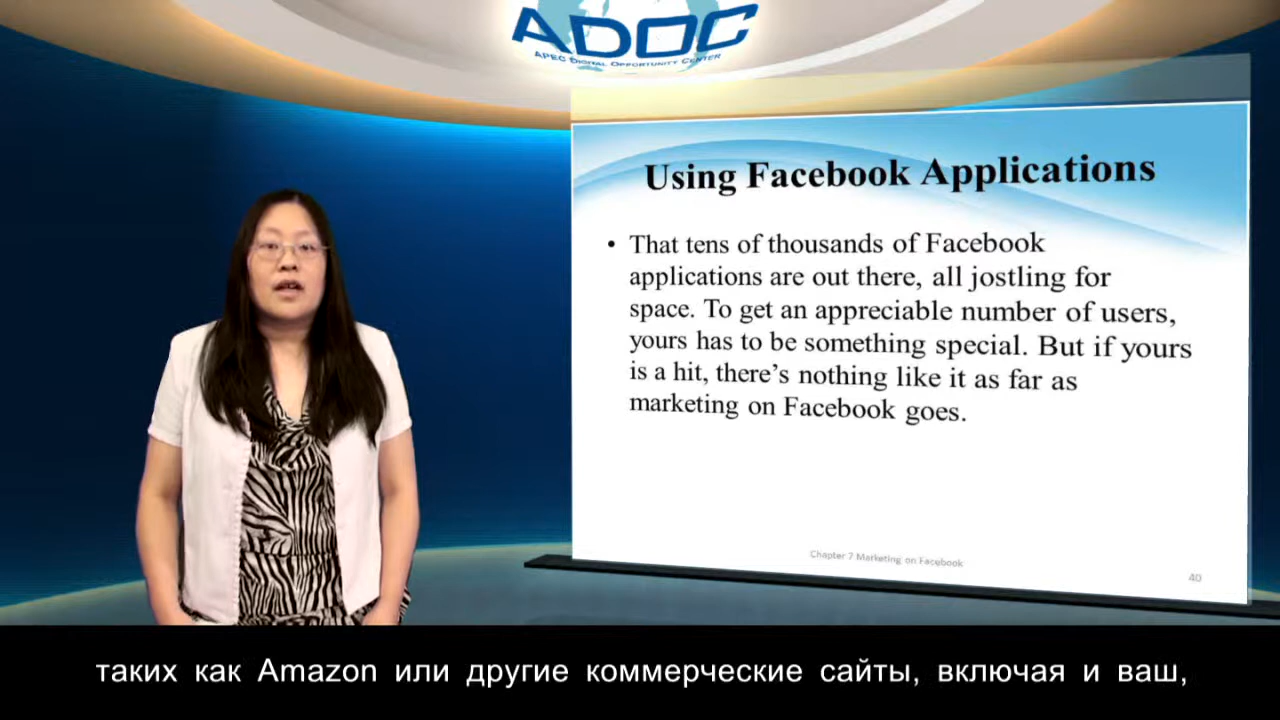 ADOC
APEC DIGITAL OPPORTUNITY CENTER
Using Facebook Applications
• That tens of thousands of Facebook
applications are out there, all jostling for
space. To get an appreciable number of users,
yours has to be something special. But if yours
is a hit, there’s nothing like it as far as
marketing on Facebook goes.
Chapter 7 Marketing on Facebook
40
таких как Amazon или другие коммерческие сайты, включая и ваш,